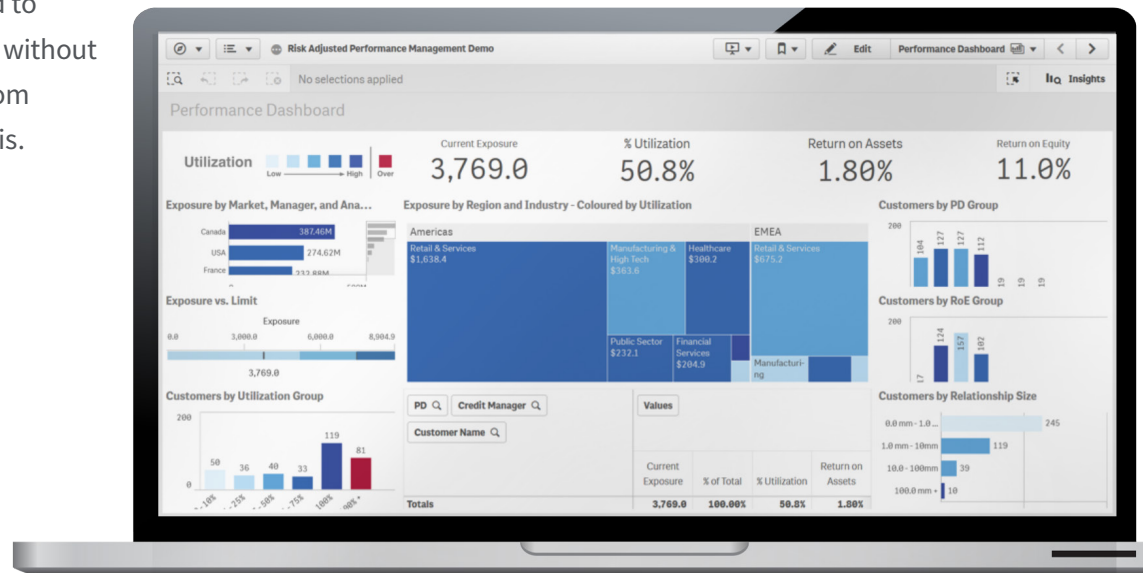 to
without
om
is.
Risk Adjusted Performance Management Demo
Edit
Performance Dashboard
No selections applied
Insights
Performance Dashboard
Utilization
Low
High
Over
Current Exposure
3,769.0
% Utilization
50.8%
Return on Assets
1.80%
Return on Equity
11.0%
Exposure by Market, Manager, and Ana...
Canada
387.46M
USA
274.62M
France
232.88M
0
500M
Exposure vs. Limit
Exposure
0.0
3,000.0
6,000.0
8,904.9
3,769.0
Customers by Utilization Group
200
0
50
36
40
33
119
81
-10%
-25%
-50%
-75%
100%
Exposure by Region and Industry - Coloured by Utilization
Americas
Retail & Services
$1,638.4
Manufacturing &
High Tech
$363.6
Healthcare
$300.2
Public Sector
$232.1
Financial
Services
$204.9
EMEA
Retail & Services
$675.2
Manufacturi-
ng
PD
Credit Manager
Customer Name
Values
Current
Exposure
% of Total
% Utilization
Return on
Assets
Totals
3,769.0
100.00%
50.8%
1.80%
Customers by PD Group
200
104
127
127
112
19
19
19
Customers by RoE Group
200
17
124
157
102
Customers by Relationship Size
0.0 mm - 1.0 ...
245
1.0 mm - 10mm
119
10.0 - 100mm
39
100.0 mm +
10